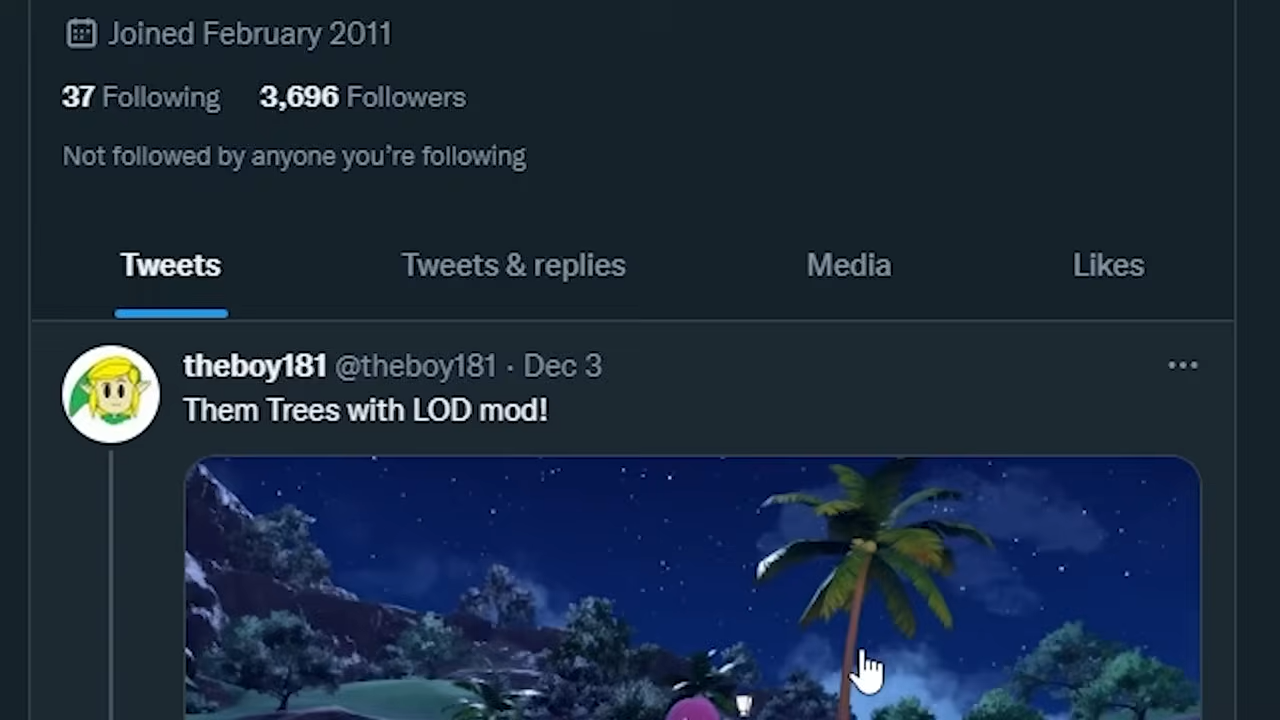 Joined February 2011
37 Following 3,696 Followers
Not followed by anyone you’re following
Tweets Tweets & replies Media Likes
theboy181 @theboy181 · Dec 3
Them Trees with LOD mod!